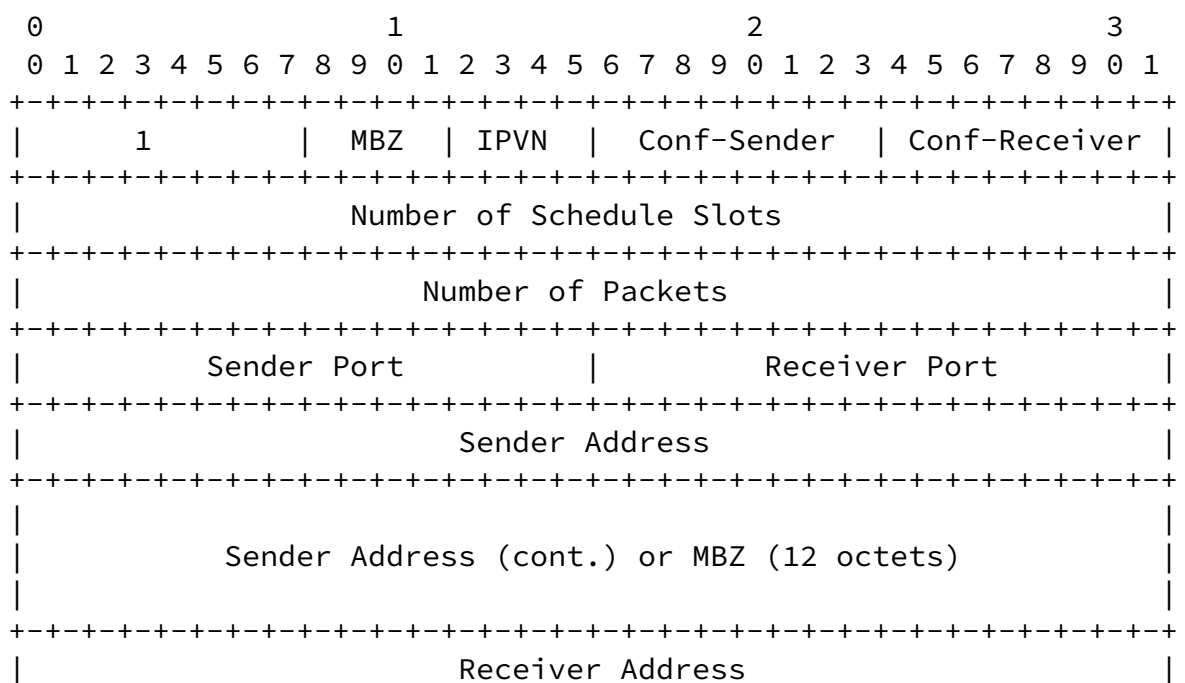 0                   1                   2                   3
 0 1 2 3 4 5 6 7 8 9 0 1 2 3 4 5 6 7 8 9 0 1 2 3 4 5 6 7 8 9 0 1
+-+-+-+-+-+-+-+-+-+-+-+-+-+-+-+-+-+-+-+-+-+-+-+-+-+-+-+-+-+-+-+-+
|      1        |  MBZ  | IPVN  |  Conf-Sender  | Conf-Receiver |
+-+-+-+-+-+-+-+-+-+-+-+-+-+-+-+-+-+-+-+-+-+-+-+-+-+-+-+-+-+-+-+-+
|                  Number of Schedule Slots                     |
+-+-+-+-+-+-+-+-+-+-+-+-+-+-+-+-+-+-+-+-+-+-+-+-+-+-+-+-+-+-+-+-+
|                      Number of Packets                        |
+-+-+-+-+-+-+-+-+-+-+-+-+-+-+-+-+-+-+-+-+-+-+-+-+-+-+-+-+-+-+-+-+
|          Sender Port          |         Receiver Port         |
+-+-+-+-+-+-+-+-+-+-+-+-+-+-+-+-+-+-+-+-+-+-+-+-+-+-+-+-+-+-+-+-+
|                        Sender Address                         |
+-+-+-+-+-+-+-+-+-+-+-+-+-+-+-+-+-+-+-+-+-+-+-+-+-+-+-+-+-+-+-+-+
|                                                               |
|           Sender Address (cont.) or MBZ (12 octets)           |
|                                                               |
+-+-+-+-+-+-+-+-+-+-+-+-+-+-+-+-+-+-+-+-+-+-+-+-+-+-+-+-+-+-+-+-+
|                        Receiver Address                       |